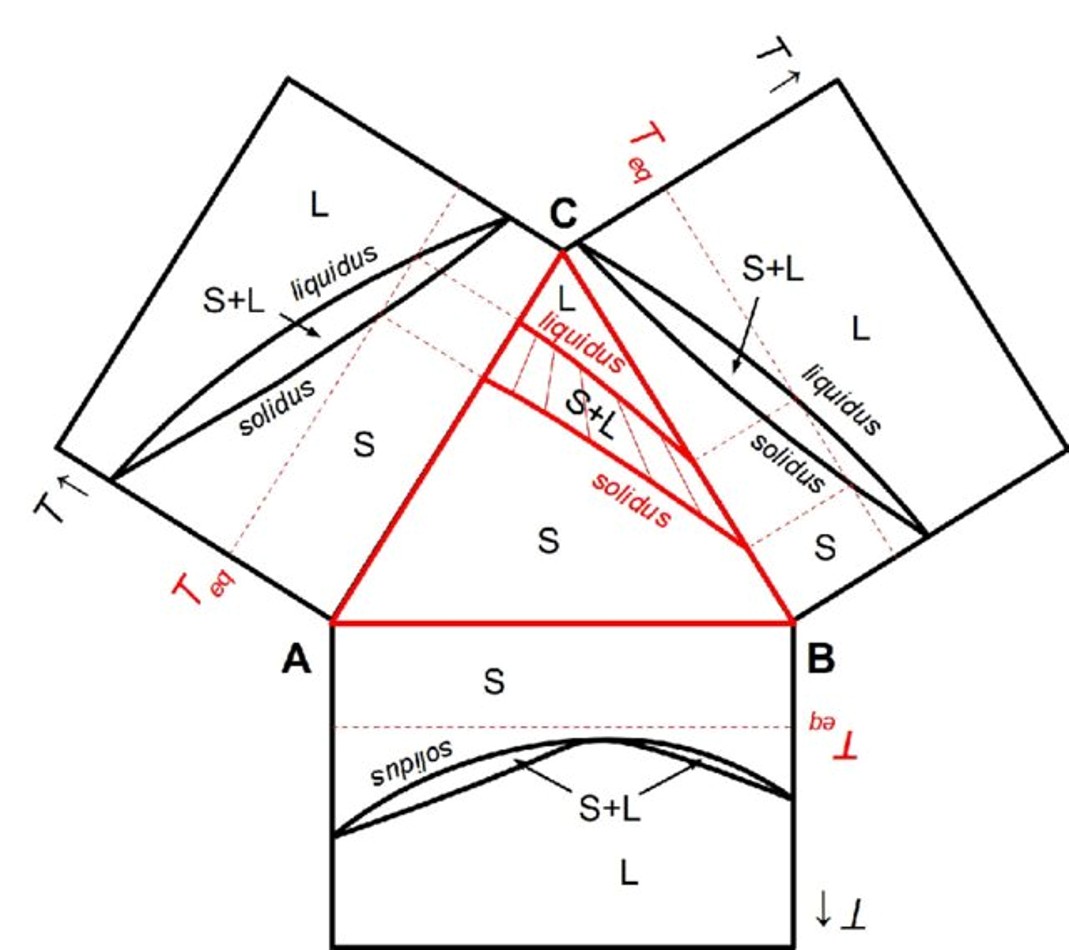 T →
T eq
C
L
S+L
liquidus
S+L
L
L
liquidus
liquidus
S+L
solidus
solidus
solidus
S
T →
S
S
T eq
A
B
S
T eq
solidus
S+L
L
T →